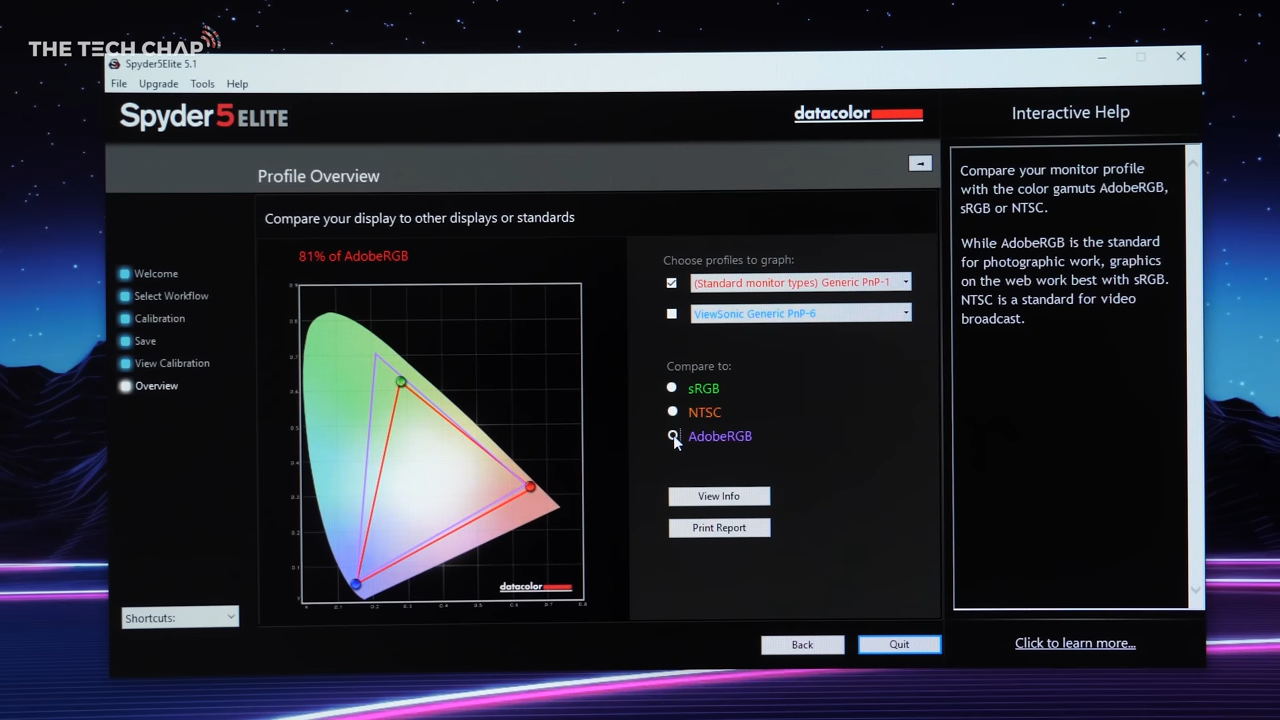 THE TECH CHAP
Spyder5Elite 5.1
File Upgrade Tools Help
Spyder5ELITE
datacolor
Interactive Help
Profile Overview
Compare your display to other displays or standards
81% of AdobeRGB
Welcome
Select Workflow
Calibration
Save
View Calibration
Overview
Shortcuts:
datacolor
Choose profiles to graph:
(Standard monitor types) Generic PnP-1
ViewSonic Generic PnP-6
Compare to:
sRGB
NTSC
AdobeRGB
View Info
Print Report
Back
Quit
Compare your monitor profile
with the color gamuts AdobeRGB,
sRGB or NTSC.
While AdobeRGB is the standard
for photographic work, graphics
on the web work best with sRGB.
NTSC is a standard for video
broadcast.
Click to learn more...